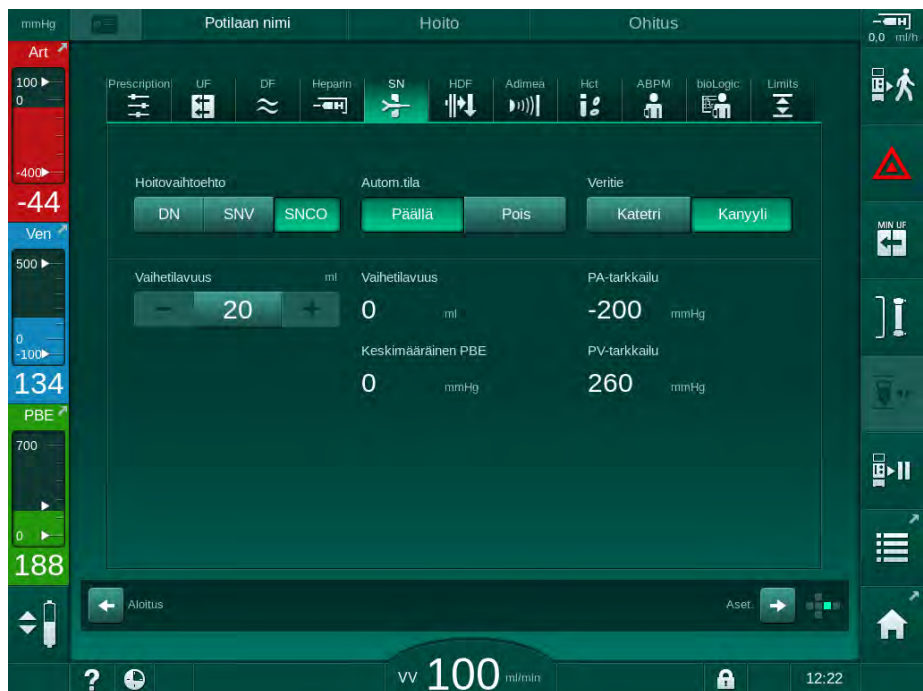 mmHg
Potilaan nimi
Hoito
Ohitus
0,0 ml/h
Art
100
0
-400
-44
Ven
500
0
-100
134
PBE
700
0
188
Prescription
UF
DF
Heparin
SN
HDF
Adimea
Hct
ABPM
bioLogic
Limits
Hoitovaihtoehto
Autom.tila
Veritie
DN SNV SNCO
Päällä Pois
Katetri Kanyyli
Vaihetilavuus ml
Vaihetilavuus
PA-tarkkailu
− 20 +
0 ml
-200 mmHg
Keskimääräinen PBE
PV-tarkkailu
0 mmHg
260 mmHg
MIN UF
Aloitus
Aset.
? VV 100 ml/min
12:22